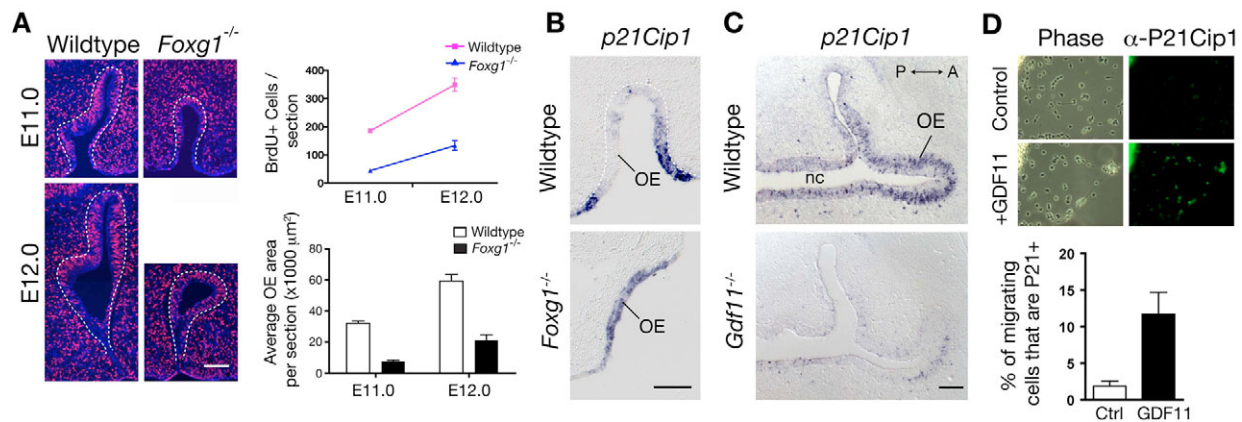 A
Wildtype
Foxg1-/-
E11.0
E12.0
Wildtype
Foxg1-/-
BrdU+ Cells /
section
400
300
200
100
0
E11.0
E12.0
Wildtype
Foxg1-/-
Average OE area
per section (x1000 µm²)
80
60
40
20
0
E11.0
E12.0
B
p21Cip1
Wildtype
OE
Foxg1-/-
OE
C
p21Cip1
Wildtype
P A
OE
nc
Gdf11-/-
D
Phase
α-P21Cip1
Control
+GDF11
% of migrating
cells that are P21+
20
15
10
5
0
Ctrl
GDF11